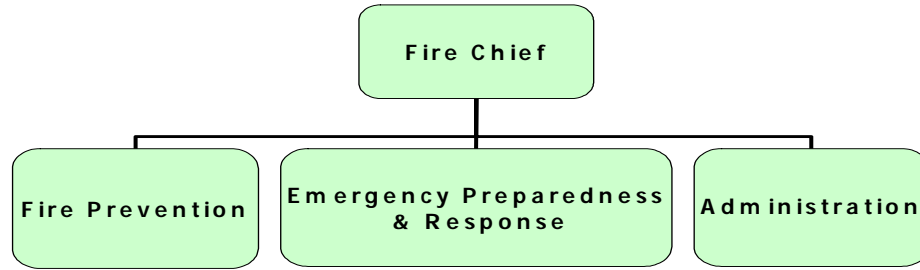 Fire Chief
Fire Prevention
Emergency Preparedness
& Response
Administration